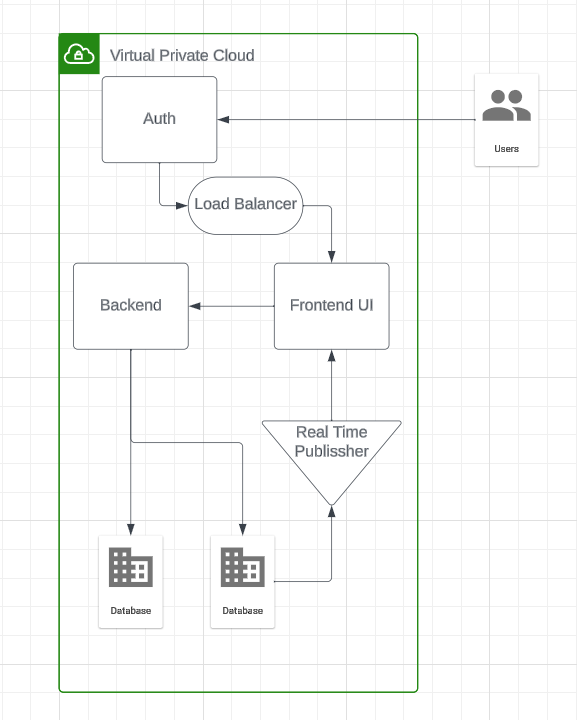 Virtual Private Cloud
Auth
Users
Load Balancer
Backend
Frontend UI
Real Time
Publissher
Database
Database